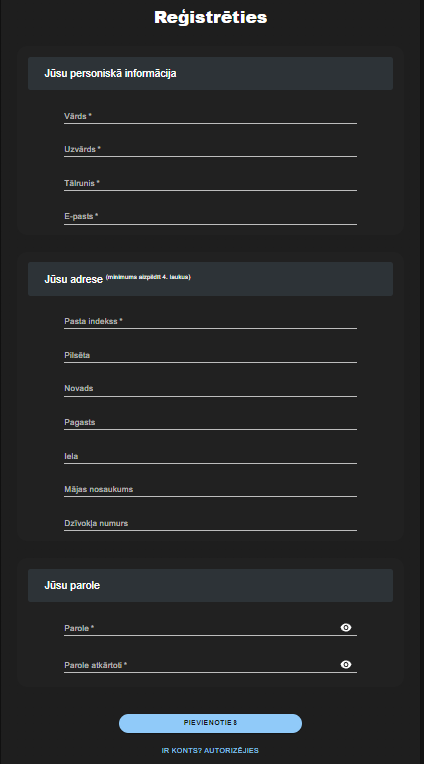 Reģistrēties
Jūsu personiskā informācija
Vārds *
Uzvārds *
Tālrunis *
E-pasts *
Jūsu adrese (minimums aizpildīt 4. laukus)
Pasta indekss *
Pilsēta
Novads
Pagasts
Iela
Mājas nosaukums
Dzīvokļa numurs
Jūsu parole
Parole *
Parole atkārtoti *
PIEVIENOTIES
IR KONTS? AUTORIZĒJIES